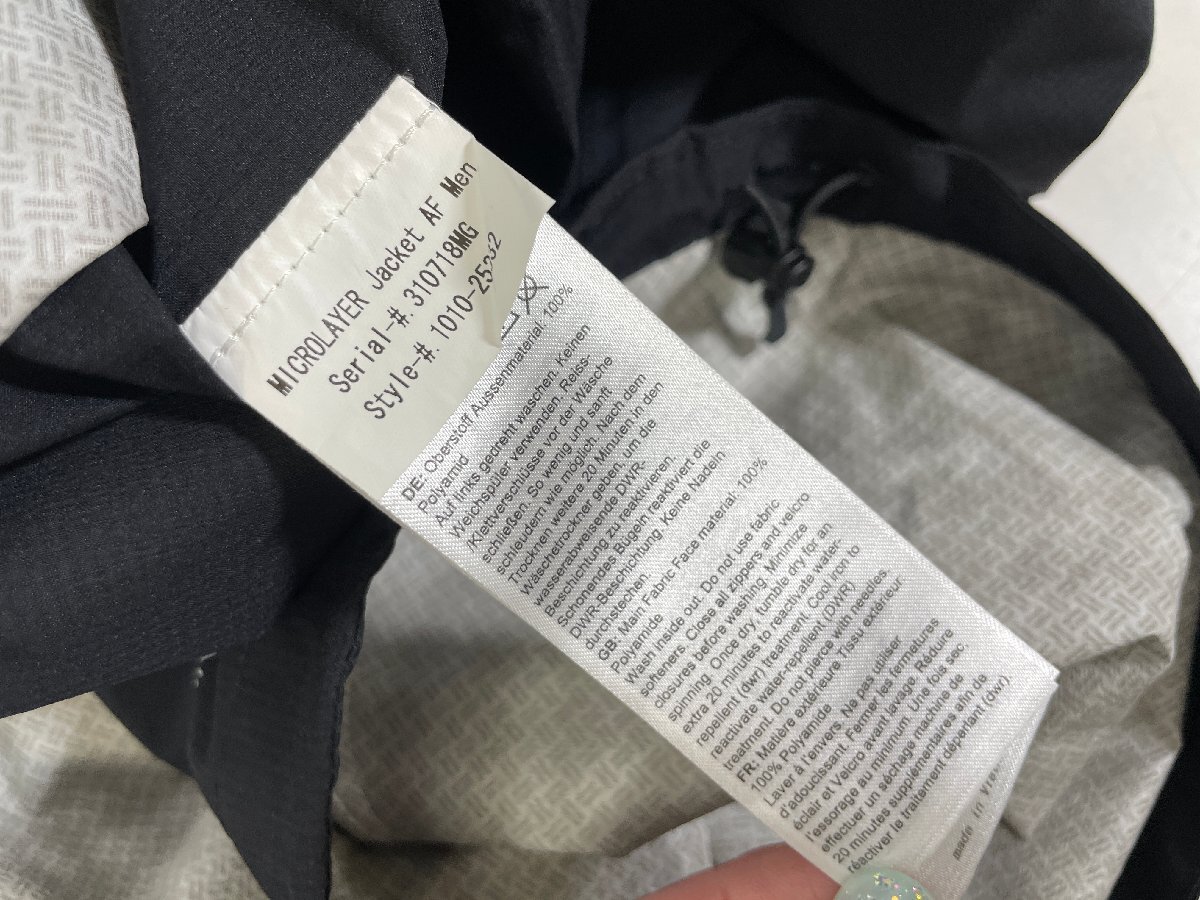 MICROLAYER Jacket AF Men
Serial-#. 310718MG
Style-#. 1010-25332
DE: Oberstoff Aussenmaterial: 100%
Polyamid
Auf links gedreht waschen. Keinen
Weichspüler verwenden. Reiss-
/Klettverschlüsse vor der Wäsche
schließen. So wenig und sanft
schleudern wie möglich. Nach dem
Trocknen weitere 20 Minuten in den
Wäschetrockner geben, um die
wasserabweisende DWR-
Beschichtung zu reaktivieren.
Schonendes Bügen reaktiviert die
DWR-Beschichtung. Keine Nadeln
durchstechen.
GB: Main Fabric Face material: 100%
Polyamide
Wash inside out. Do not use fabric
softeners. Close all zippers and velcro
closures before washing. Minimize
spinning. Once dry, tumble dry for an
extra 20 minutes to reactivate water
repellent (dwr) treatment. Cool iron to
reactivate water-repellent (DWR)
treatment. Do not pierce with needles.
FR: Matière extérieure Tissu extérieur
100% Polyamide
Laver à l'envers. Ne pas utiliser
d'adoucissant. Fermer les fermetures
éclair et Velcro avant lavage. Réduire
l'essorage au minimum. Une fois sec,
effectuer un séchage machine de
20 minutes supplémentaires afin de
réactiver le traitement déperlant (dwr).
made in